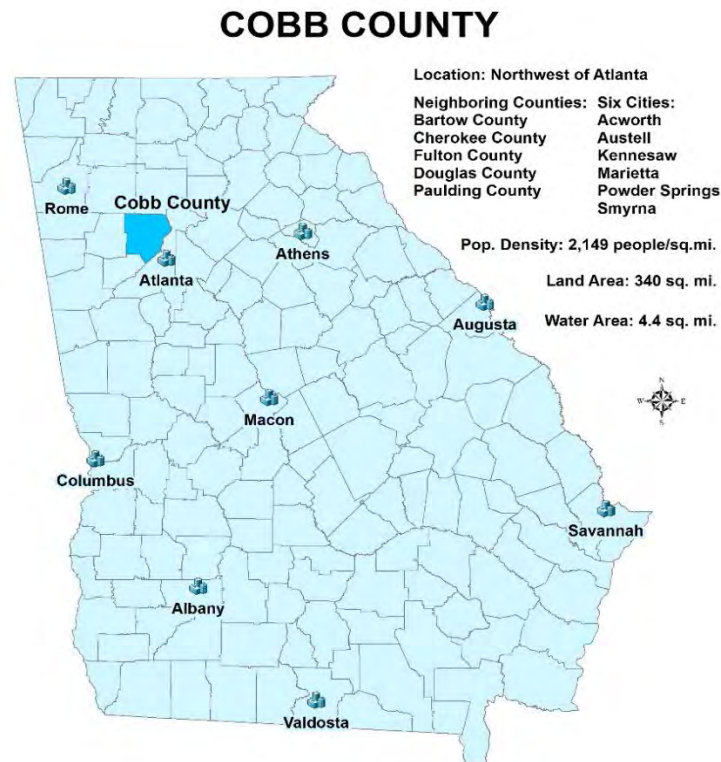 COBB COUNTY
Location: Northwest of Atlanta
Neighboring Counties: Six Cities:
Bartow County Acworth
Cherokee County Austell
Fulton County Kennesaw
Douglas County Marietta
Paulding County Powder Springs
Smyrna
Pop. Density: 2,149 people/sq.mi.
Land Area: 340 sq. mi.
Water Area: 4.4 sq. mi.
Rome
Cobb County
Atlanta
Athens
Augusta
Macon
N
W E
S
Columbus
Savannah
Albany
Valdosta